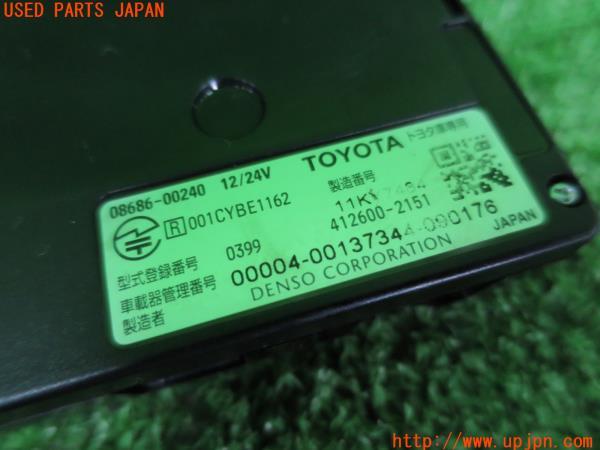 USED PARTS JAPAN
08686-00240 12/24V TOYOTA トヨタ車専用
R 001CYBE1162 製造番号
412600-2151
型式登録番号 0399
車載器管理番号 00004-00137344-090176
製造者 DENSO CORPORATION JAPAN
http://www.upjpn.com